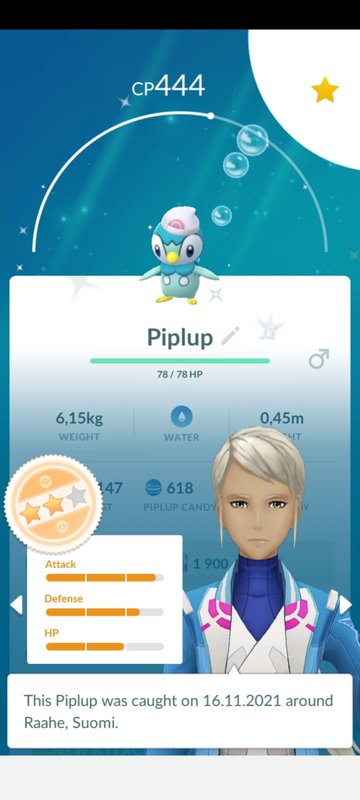 CP444
Piplup
78 / 78 HP
6,15kg
0,45m
WEIGHT
WATER
147
618
PIPLUP CANDY
Attack
1 900
Defense
HP
This Piplup was caught on 16.11.2021 around
Raahe, Suomi.